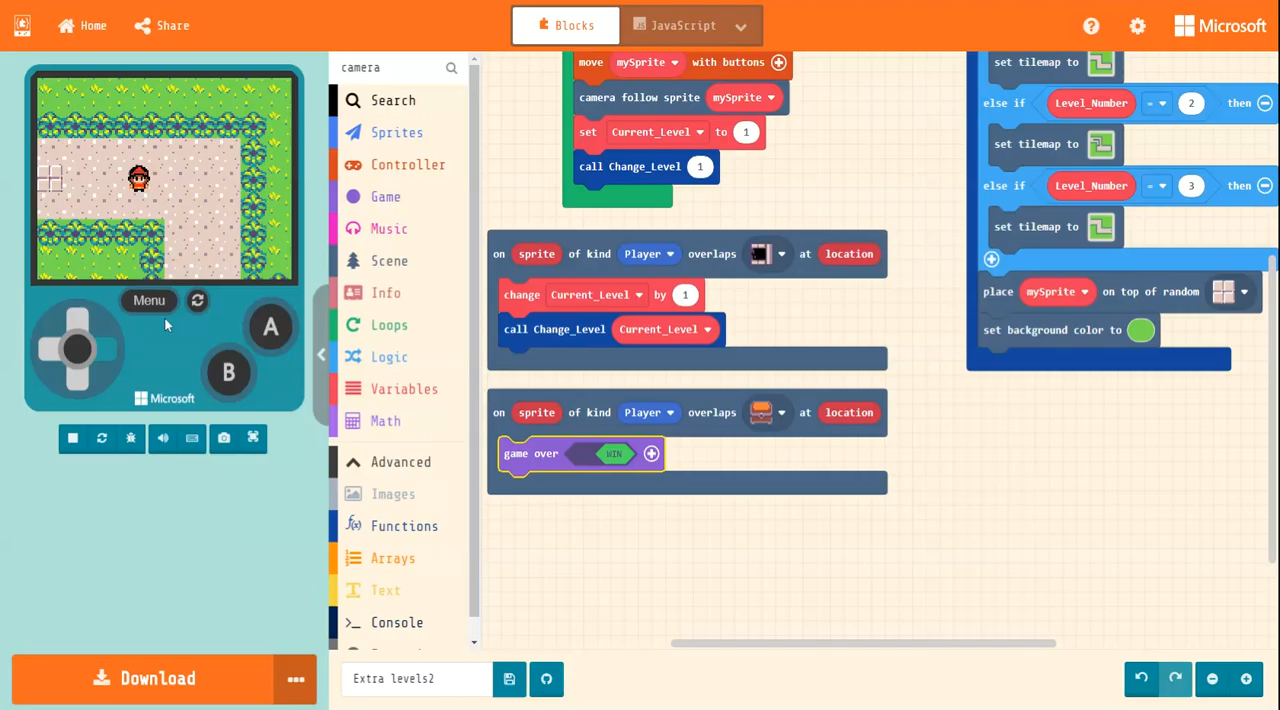 Home
Share
Blocks
JavaScript
Microsoft
Menu
A
B
Microsoft
Download
camera
Search
Sprites
Controller
Game
Music
Scene
Info
Loops
Logic
Variables
Math
Advanced
Images
Functions
Arrays
Text
Console
move mySprite with buttons
camera follow sprite mySprite
set Current_Level to 1
call Change_Level 1
on sprite of kind Player overlaps at location
change Current_Level by 1
call Change_Level Current_Level
on sprite of kind Player overlaps at location
game over WIN
set tilemap to
else if Level_Number = 2 then
set tilemap to
else if Level_Number = 3 then
set tilemap to
place mySprite on top of random
set background color to
Extra levels2